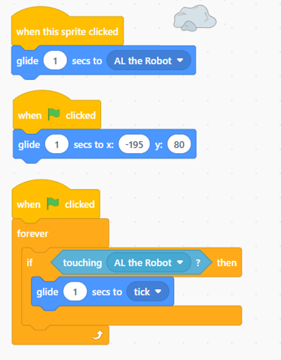 when this sprite clicked
glide 1 secs to AL the Robot
when clicked
glide 1 secs to x: -195 y: 80
when clicked
forever
if touching AL the Robot ? then
glide 1 secs to tick